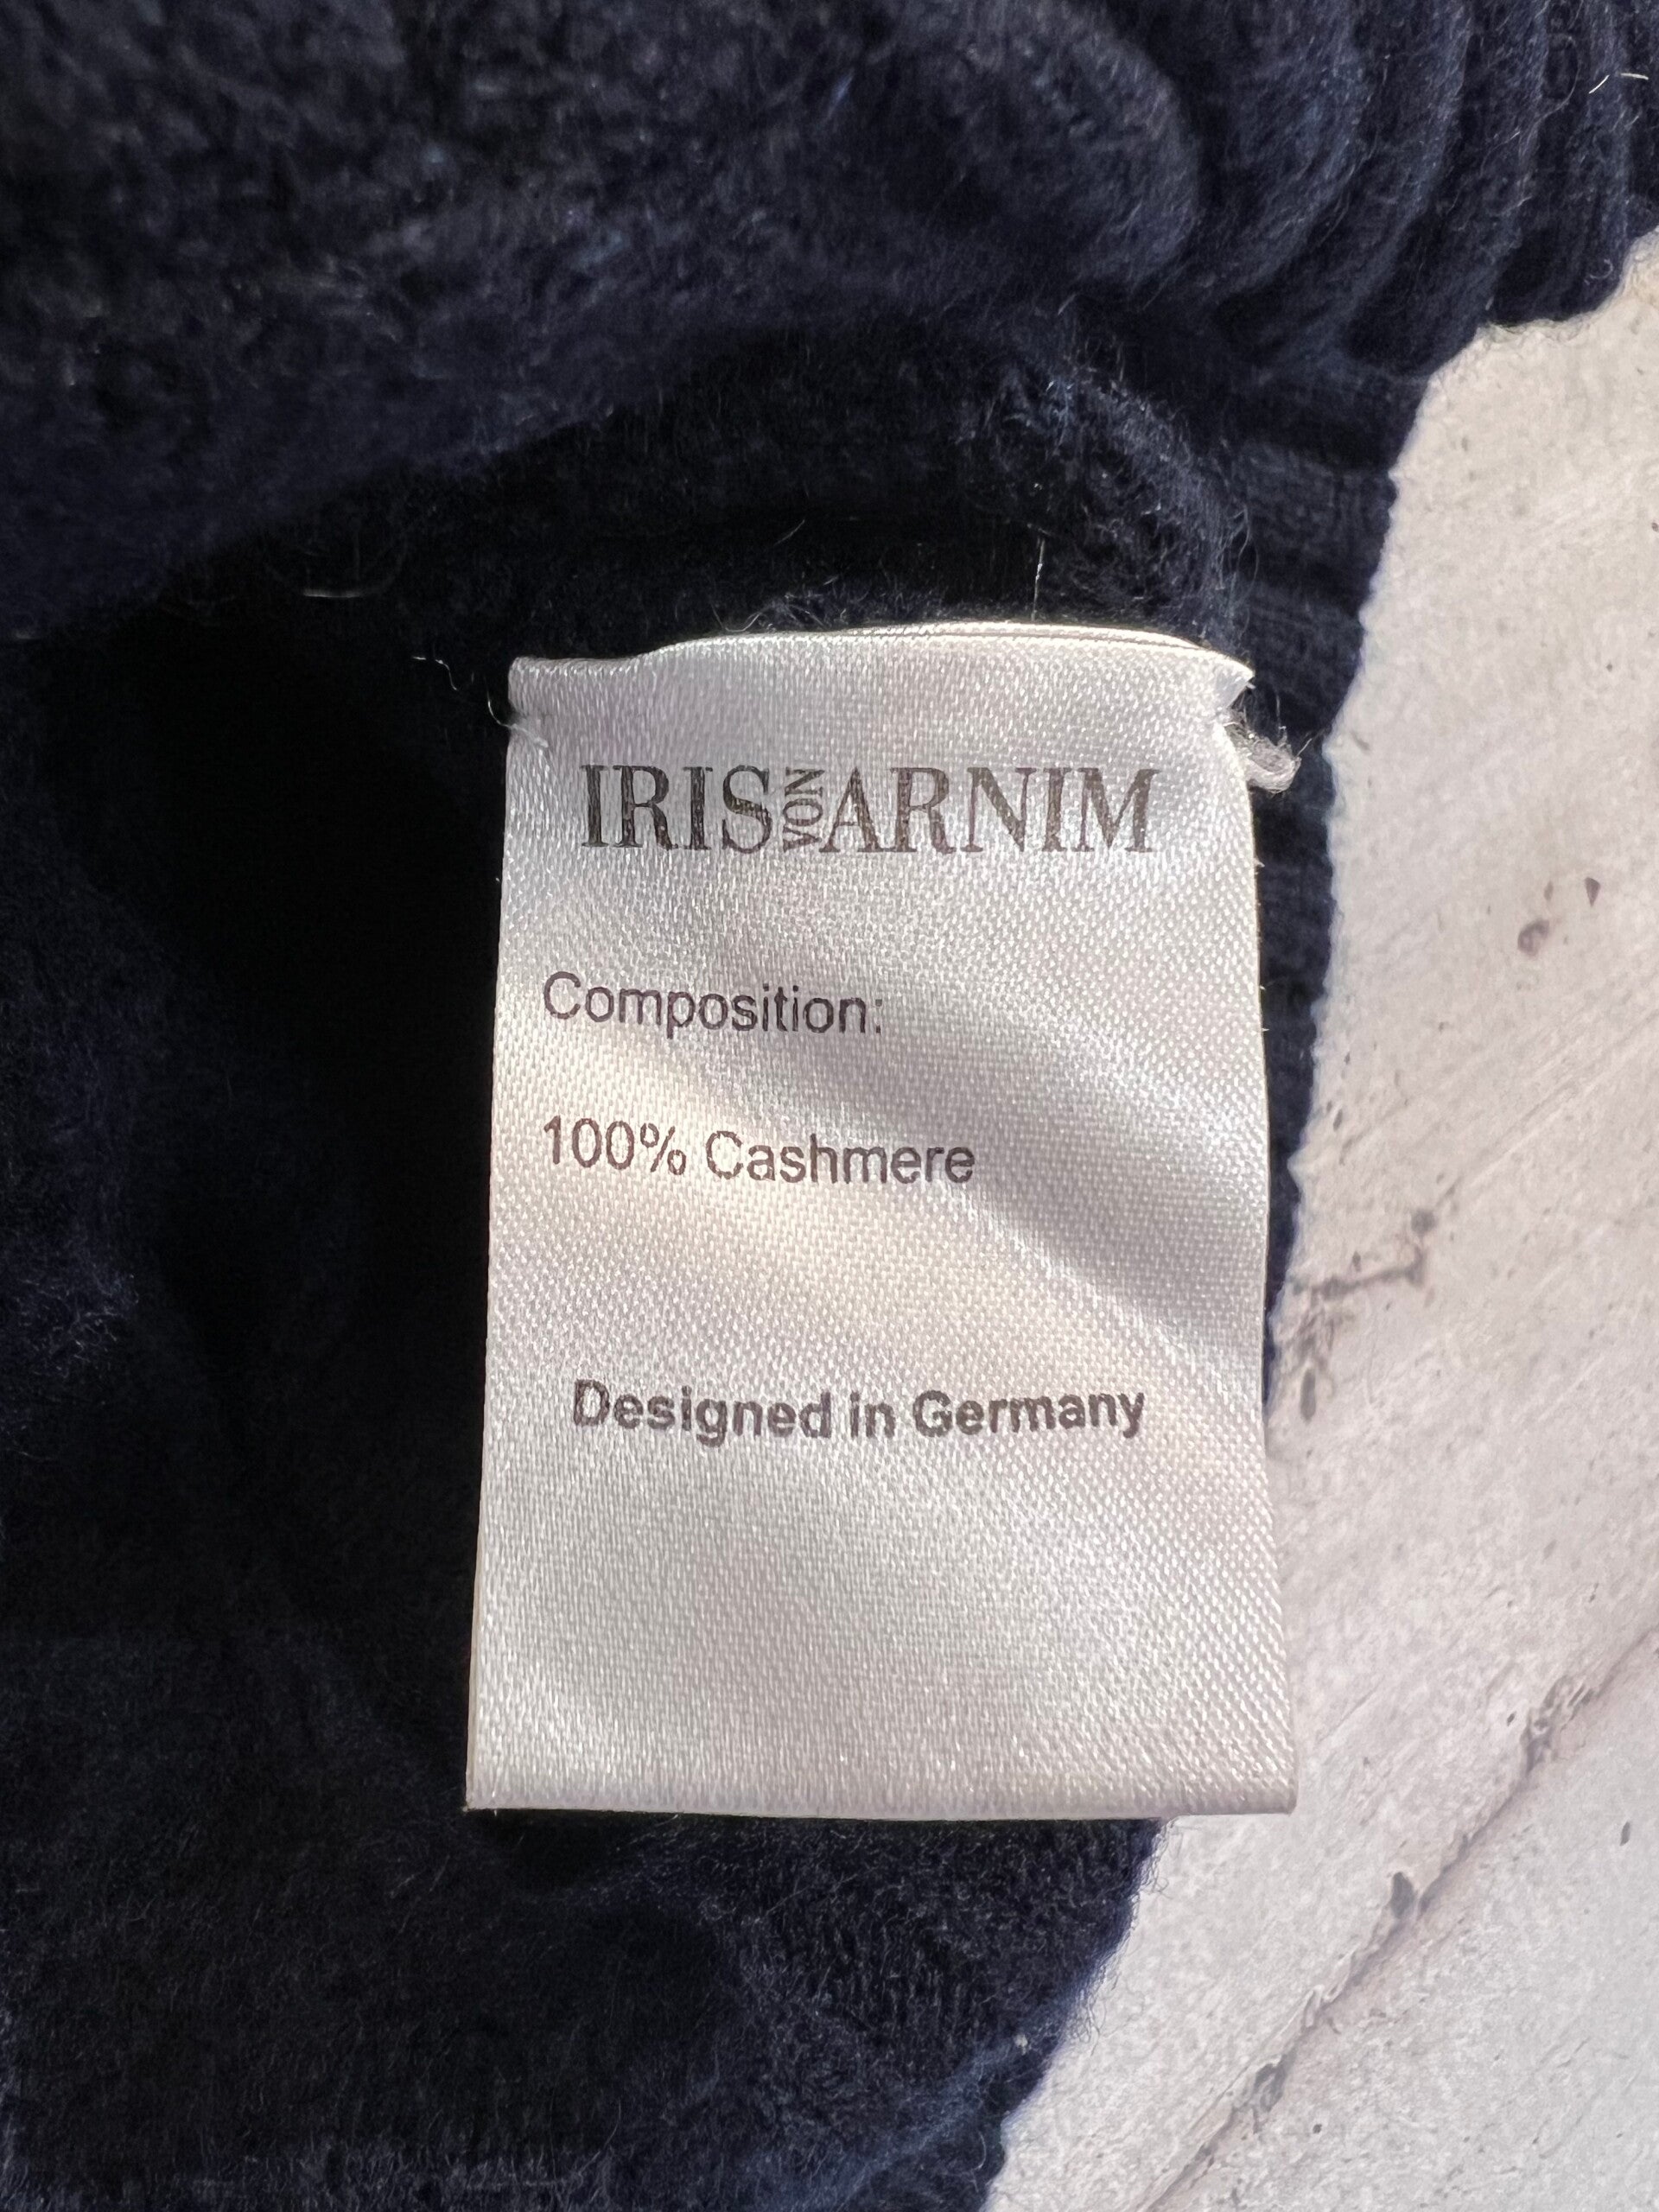 IRIS VON ARNIM
Composition:
100% Cashmere
Designed in Germany